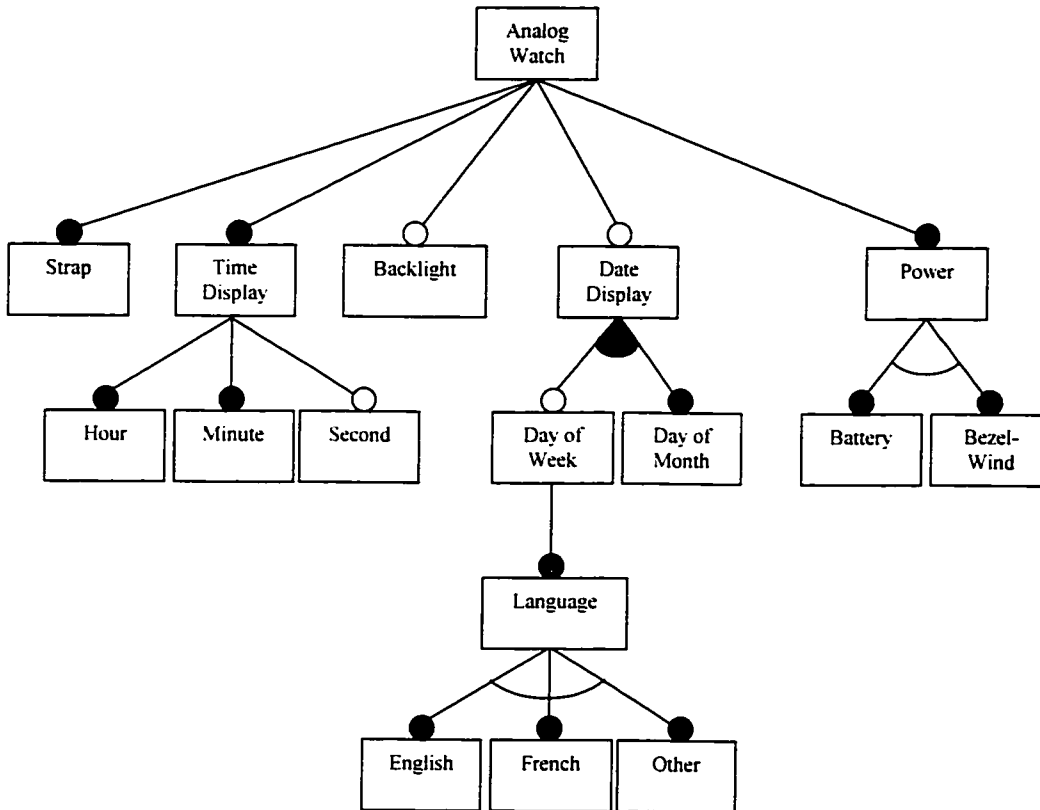 Analog
Watch
Strap
Time
Display
Backlight
Date
Display
Power
Hour
Minute
Second
Day of
Week
Day of
Month
Battery
Bezel-
Wind
Language
English
French
Other